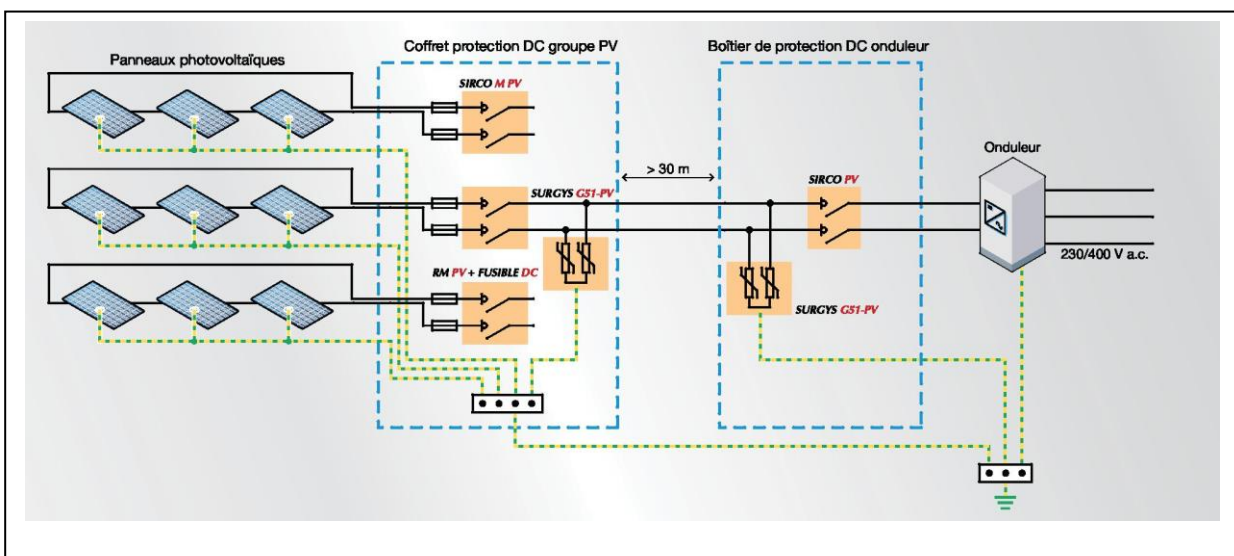 Coffret protection DC groupe PV
Boîtier de protection DC onduleur
Panneaux photovoltaïques
SIRCO M PV
Onduleur
> 30 m
SURGYS G51-PV
SIRCO PV
230/400 V a.c.
RM PV + FUSIBLE DC
SURGYS G51-PV